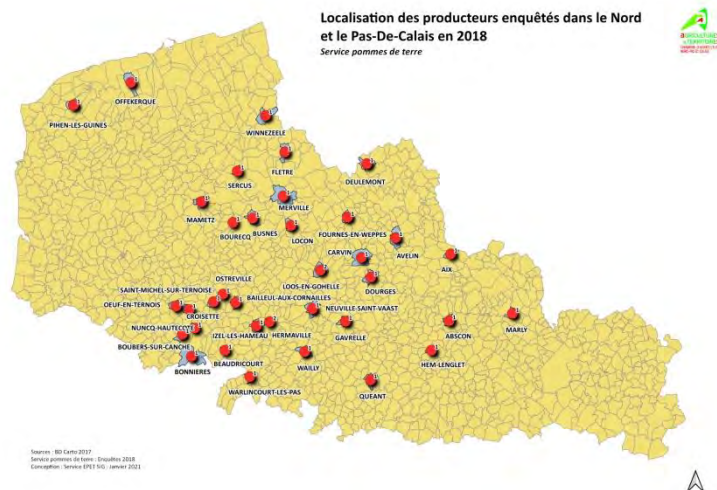 Localisation des producteurs enquêtés dans le Nord
et le Pas-De-Calais en 2018
Service pommes de terre
OFFEKERQUE
PIHEN-LES-GUINES
WINNEZEELE
FLETRE
SERCUS
DEULEMONT
MERVILLE
MAMETZ
BOURECQ
BUSNES
LOCON
FOURNES-EN-WEPPES
AVELIN
CARVIN
AIX
LOOS-EN-GOHELLE
DOURGES
OSTREVILLE
SAINT-MICHEL-SUR-TERNOISE
BAILLEUL-AUX-CORNAILLES
OEUF-EN-TERNOIS
CROISETTE
NEUVILLE-SAINT-VAAST
MARLY
NUNCQ-HAUTECOTE
IZEL-LES-HAMEAU
HERMAVILLE
GAVRELLE
ABSCON
BOUBERS-SUR-CANCHE
BEAUDRICOURT
WAILLY
HEM-LENGLET
BONNIERES
WARLINCOURT-LES-PAS
QUEANT
Sources : BD Carto 2017
Service pommes de terre : Enquêtes 2018
Conception : Service EPET SIG - Janvier 2021